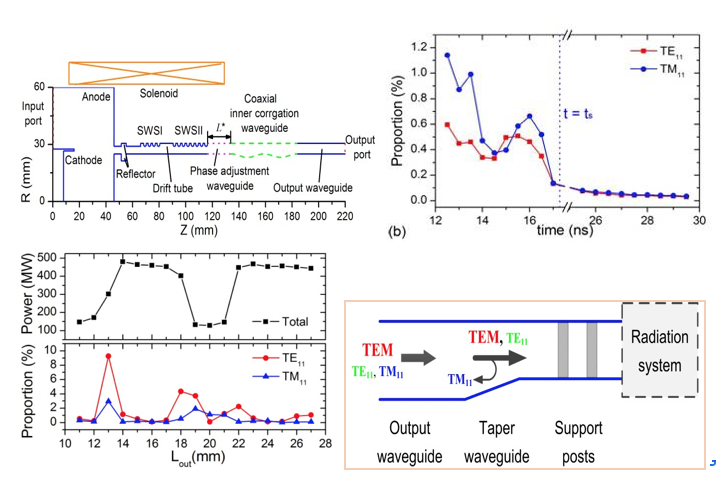 Solenoid
60
Input
port
Anode
Coaxial
inner corrgation
waveguide
SWSI
SWSII
L*
30
Cathode
Output
port
Reflector
Phase adjustment
waveguide
Drift tube
Output waveguide
0
R (mm)
0 20 40 60 80 100 120 140 160 180 200 220
Z (mm)
1.2
1.0
0.8
0.6
0.4
0.2
0.0
Proportion (%)
TE11
TM11
t = ts
12 14 16 26 28 30
(b)
time (ns)
500
400
300
200
100
Power (MW)
Total
10
8
6
4
2
0
Proportion (%)
TE11
TM11
10 12 14 16 18 20 22 24 26 28
Lout(mm)
TEM
TE11, TM11
TEM, TE11
TM11
Radiation
system
Output
waveguide
Taper
waveguide
Support
posts